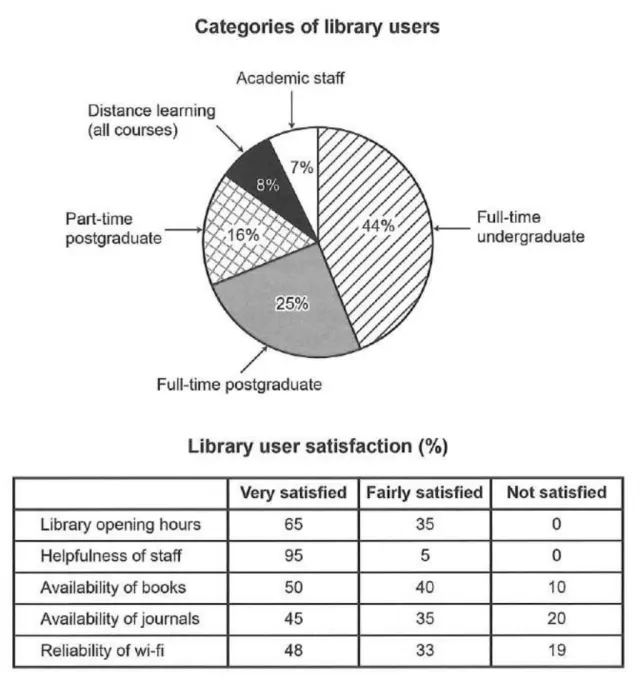 Categories of library users
Academic staff
Distance learning
(all courses)
7%
8%
Part-time
postgraduate
16%
44%
Full-time
undergraduate
25%
Full-time postgraduate
Library user satisfaction (%)
Very satisfied Fairly satisfied Not satisfied
Library opening hours 65 35 0
Helpfulness of staff 95 5 0
Availability of books 50 40 10
Availability of journals 45 35 20
Reliability of wi-fi 48 33 19